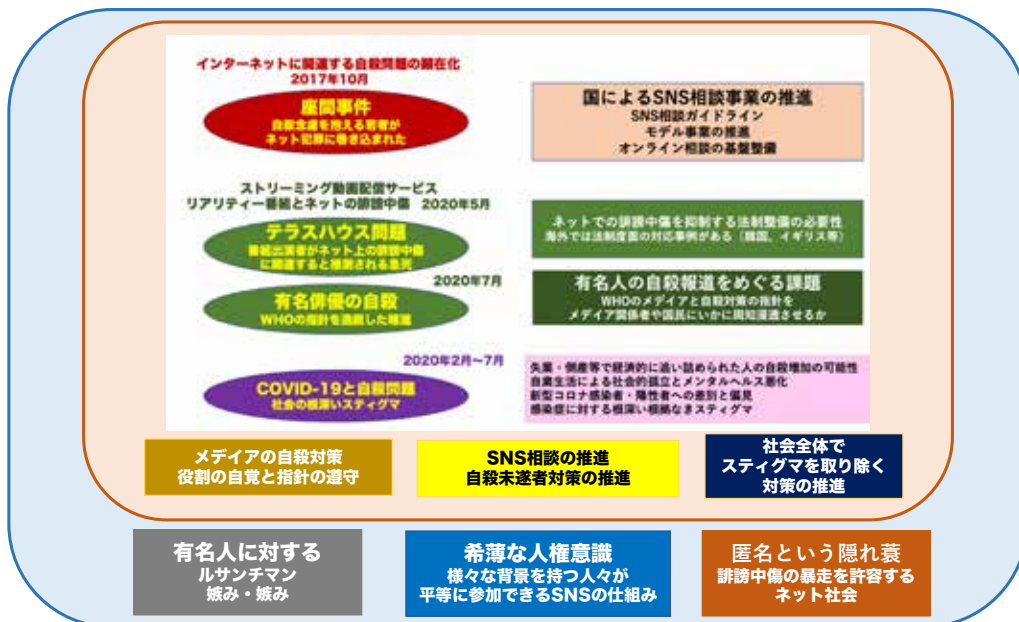 インターネットに関連する自殺問題の顕在化
2017年10月
座間事件
自殺念慮を抱える若者が
ネット犯罪に巻き込まれた
国によるSNS相談事業の推進
SNS相談ガイドライン
モデル事業の推進
オンライン相談の基盤整備
ストリーミング動画配信サービス
リアリティー番組とネットの誹謗中傷 2020年5月
テラスハウス問題
番組出演者がネット上の誹謗中傷
に関連すると推測される急死
ネットでの誹謗中傷を抑制する法制整備の必要性
海外では法制度面の対応事例がある（韓国、イギリス等）
2020年7月
有名俳優の自殺
WHOの指針を逸脱した報道
有名人の自殺報道をめぐる課題
WHOのメデイアと自殺対策の指針を
メディア関係者や国民にいかに周知浸透させるか
2020年2月〜7月
COVID-19と自殺問題
社会の根深いスティグマ
失業・倒産等で経済的に追い詰められた人の自殺増加の可能性
自粛生活による社会的孤立とメンタルヘルス悪化
新型コロナ感染者・陽性者への差別と偏見
感染症に対する根深い根拠なきスティグマ
メデイアの自殺対策
役割の自覚と指針の遵守
SNS相談の推進
自殺未遂者対策の推進
社会全体で
スティグマを取り除く
対策の推進
有名人に対する
ルサンチマン
嫉み・嫉み
希薄な人権意識
様々な背景を持つ人々が
平等に参加できるSNSの仕組み
匿名という隠れ蓑
誹謗中傷の暴走を許容する
ネット社会